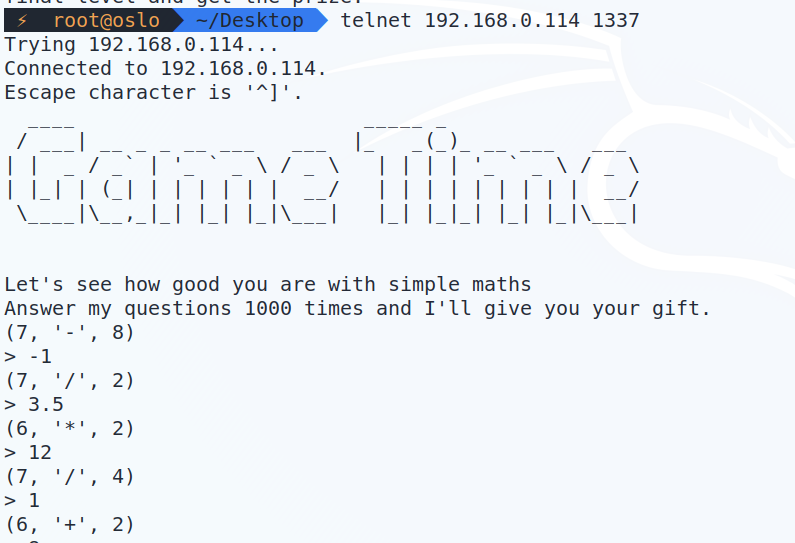 final level and get the prize.
⚡ root@oslo ~/Desktop telnet 192.168.0.114 1337
Trying 192.168.0.114...
Connected to 192.168.0.114.
Escape character is '^]'.
Game Time
Let's see how good you are with simple maths
Answer my questions 1000 times and I'll give you your gift.
(7, '-', 8)
> -1
(7, '/', 2)
> 3.5
(6, '*', 2)
> 12
(7, '/', 4)
> 1
(6, '+', 2)